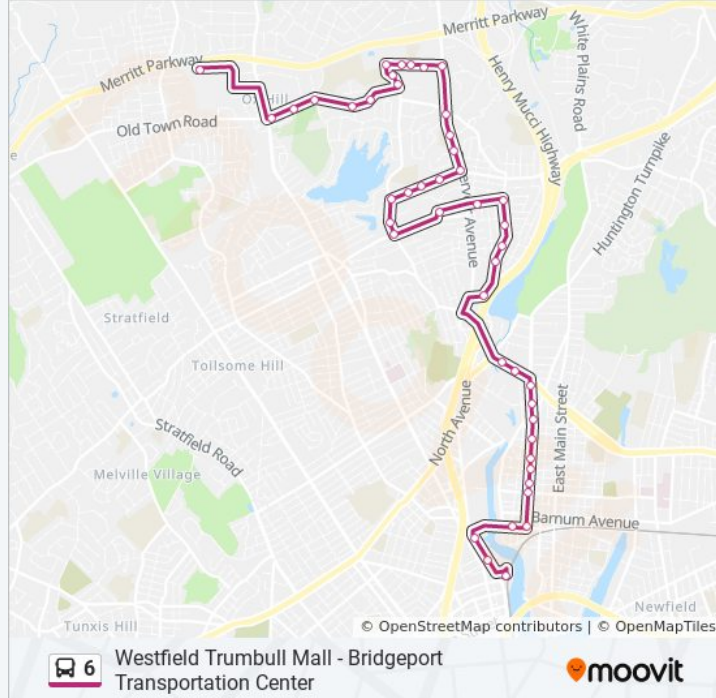 Merritt Parkway
White Plains Road
Merritt Parkway
Henry Mucci Highway
Old Town Road
Huntington Turnpike
Avenue
Stratfield
Tollsome Hill
North Avenue
East Main Street
Stratfield Road
Melville Village
Barnum Avenue
Newfield
Tunxis Hill
© OpenStreetMap contributors | © OpenMapTiles
6
Westfield Trumbull Mall - Bridgeport
Transportation Center
moovit